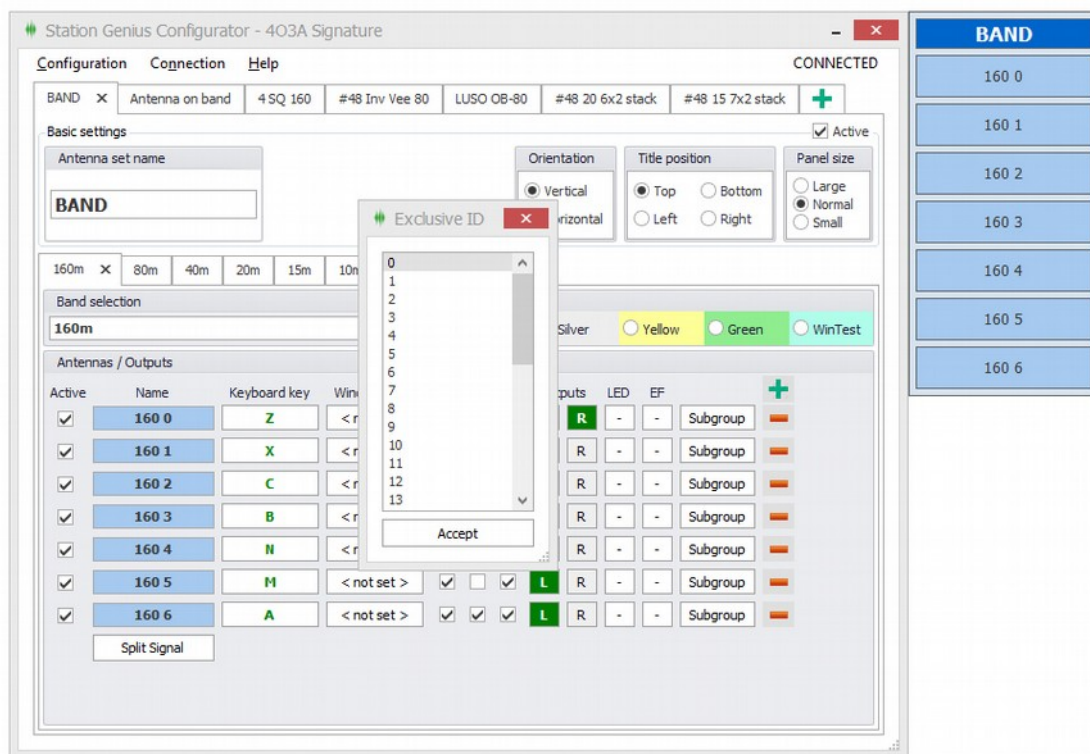 Station Genius Configurator - 4O3A Signature
Configuration Connection Help CONNECTED
BAND Antenna on band 4 SQ 160 #48 Inv Vee 80 LUSO OB-80 #48 20 6x2 stack #48 15 7x2 stack
Basic settings Active
Antenna set name Orientation Title position Panel size
BAND
Vertical Top Bottom Large
Normal
rizontal Left Right Small
Exclusive ID
0
1
2
3
4
5
6
7
8
9
10
11
12
13
Accept
160m 80m 40m 20m 15m 10m
Band selection
160m Silver Yellow Green WinTest
Antennas / Outputs
Active Name Keyboard key Win puts LED EF
160 0 Z < r R - - Subgroup
160 1 X < r R - - Subgroup
160 2 C < r R - - Subgroup
160 3 B < r R - - Subgroup
160 4 N < r R - - Subgroup
160 5 M < not set > L R - - Subgroup
160 6 A < not set > L R - - Subgroup
Split Signal
BAND
160 0
160 1
160 2
160 3
160 4
160 5
160 6